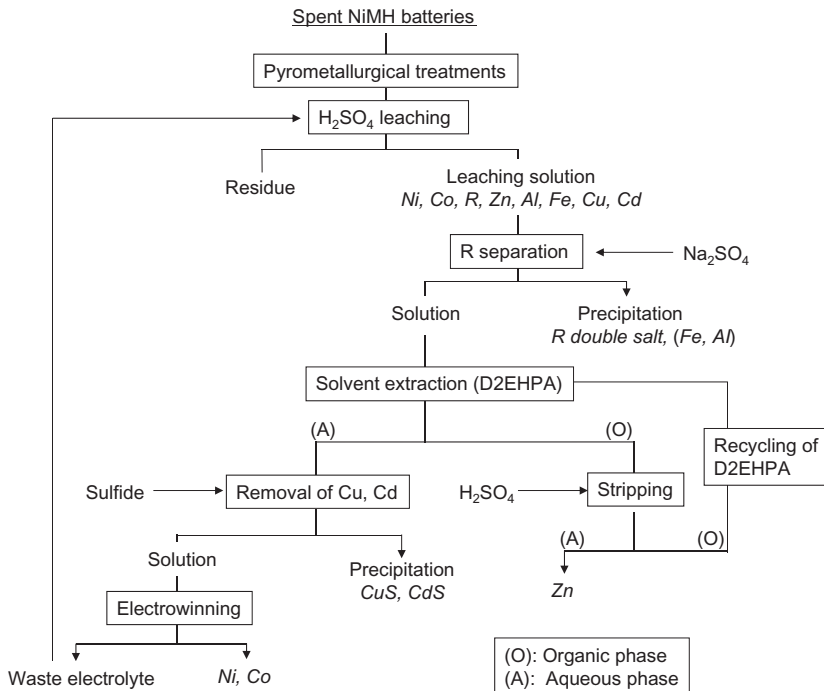 Spent NiMH batteries
Pyrometallurgical treatments
H₂SO₄ leaching
Residue
Leaching solution
Ni, Co, R, Zn, Al, Fe, Cu, Cd
R separation
Na₂SO₄
Solution
Precipitation
R double salt, (Fe, Al)
Solvent extraction (D2EHPA)
(A)
(O)
Recycling of
D2EHPA
Sulfide
Removal of Cu, Cd
H₂SO₄
Stripping
(A)
(O)
Solution
Precipitation
CuS, CdS
Zn
Electrowinning
Waste electrolyte
Ni, Co
(O): Organic phase
(A): Aqueous phase